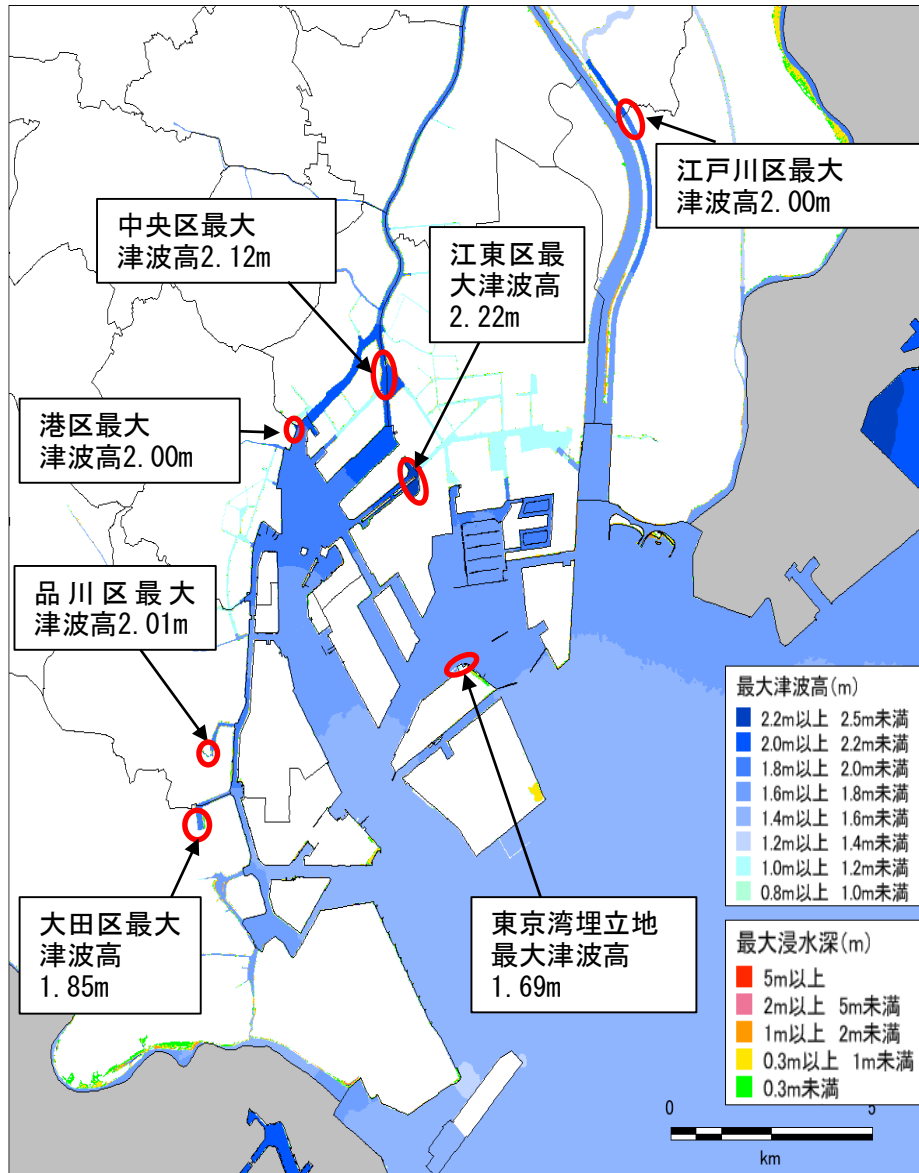 江戸川区最大
津波高2.00m
中央区最大
津波高2.12m
江東区最
大津波高
2.22m
港区最大
津波高2.00m
品川区最大
津波高2.01m
大田区最大
津波高
1.85m
東京湾埋立地
最大津波高
1.69m
最大津波高(m)
2.2m以上 2.5m未満
2.0m以上 2.2m未満
1.8m以上 2.0m未満
1.6m以上 1.8m未満
1.4m以上 1.6m未満
1.2m以上 1.4m未満
1.0m以上 1.2m未満
0.8m以上 1.0m未満
最大浸水深(m)
5m以上
2m以上 5m未満
1m以上 2m未満
0.3m以上 1m未満
0.3m未満
0 5
km